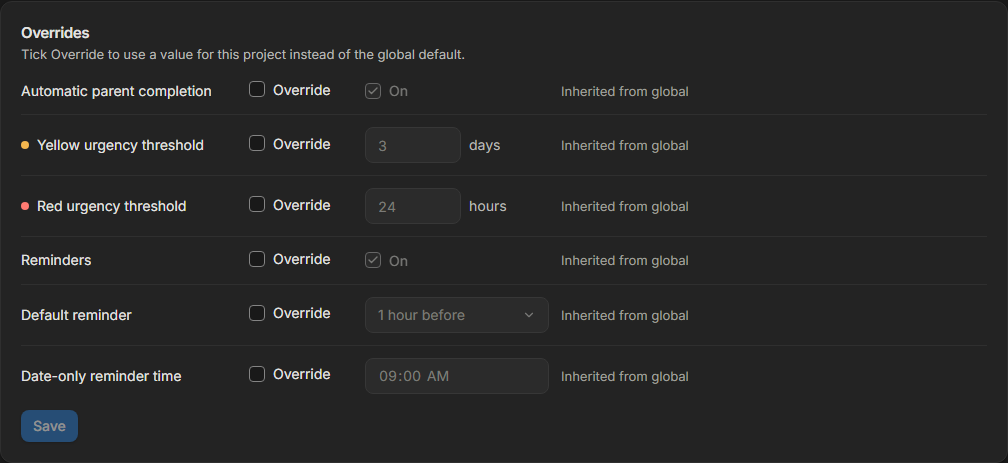 Overrides
Tick Override to use a value for this project instead of the global default.
Automatic parent completion Override On Inherited from global
Yellow urgency threshold Override 3 days Inherited from global
Red urgency threshold Override 24 hours Inherited from global
Reminders Override On Inherited from global
Default reminder Override 1 hour before Inherited from global
Date-only reminder time Override 09:00 AM Inherited from global
Save